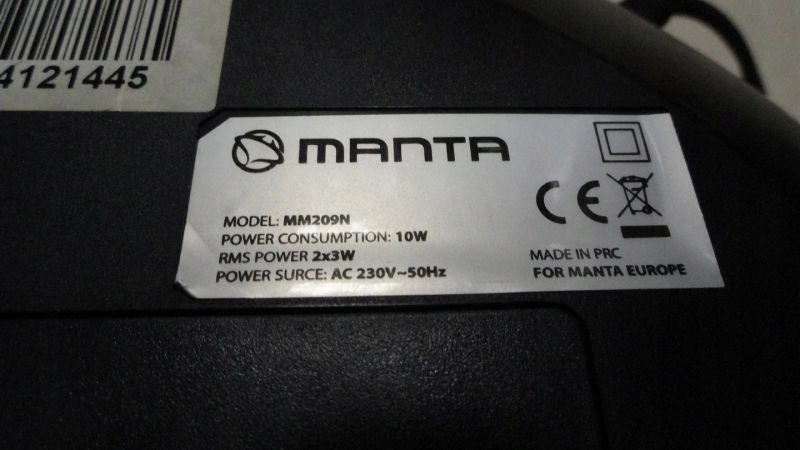 4121445
MANTA
MODEL: MM209N
POWER CONSUMPTION: 10W
RMS POWER 2x3W
POWER SURCE: AC 230V~50Hz
CE
MADE IN PRC
FOR MANTA EUROPE